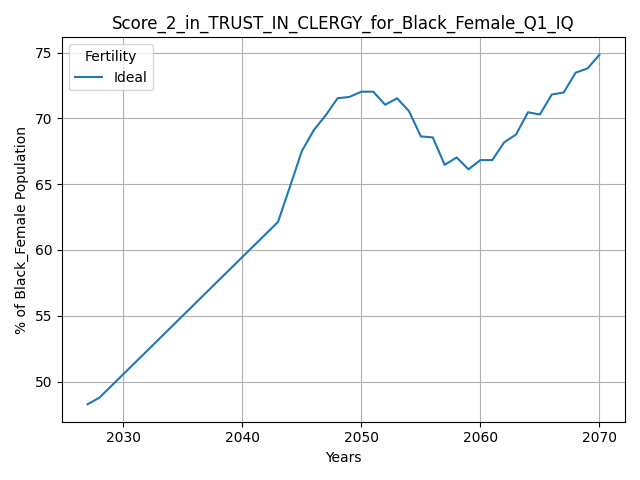 Score_2_in_TRUST_IN_CLERGY_for_Black_Female_Q1_IQ
Fertility
Ideal
75
70
65
60
55
50
% of Black_Female Population
2030 2040 2050 2060 2070
Years